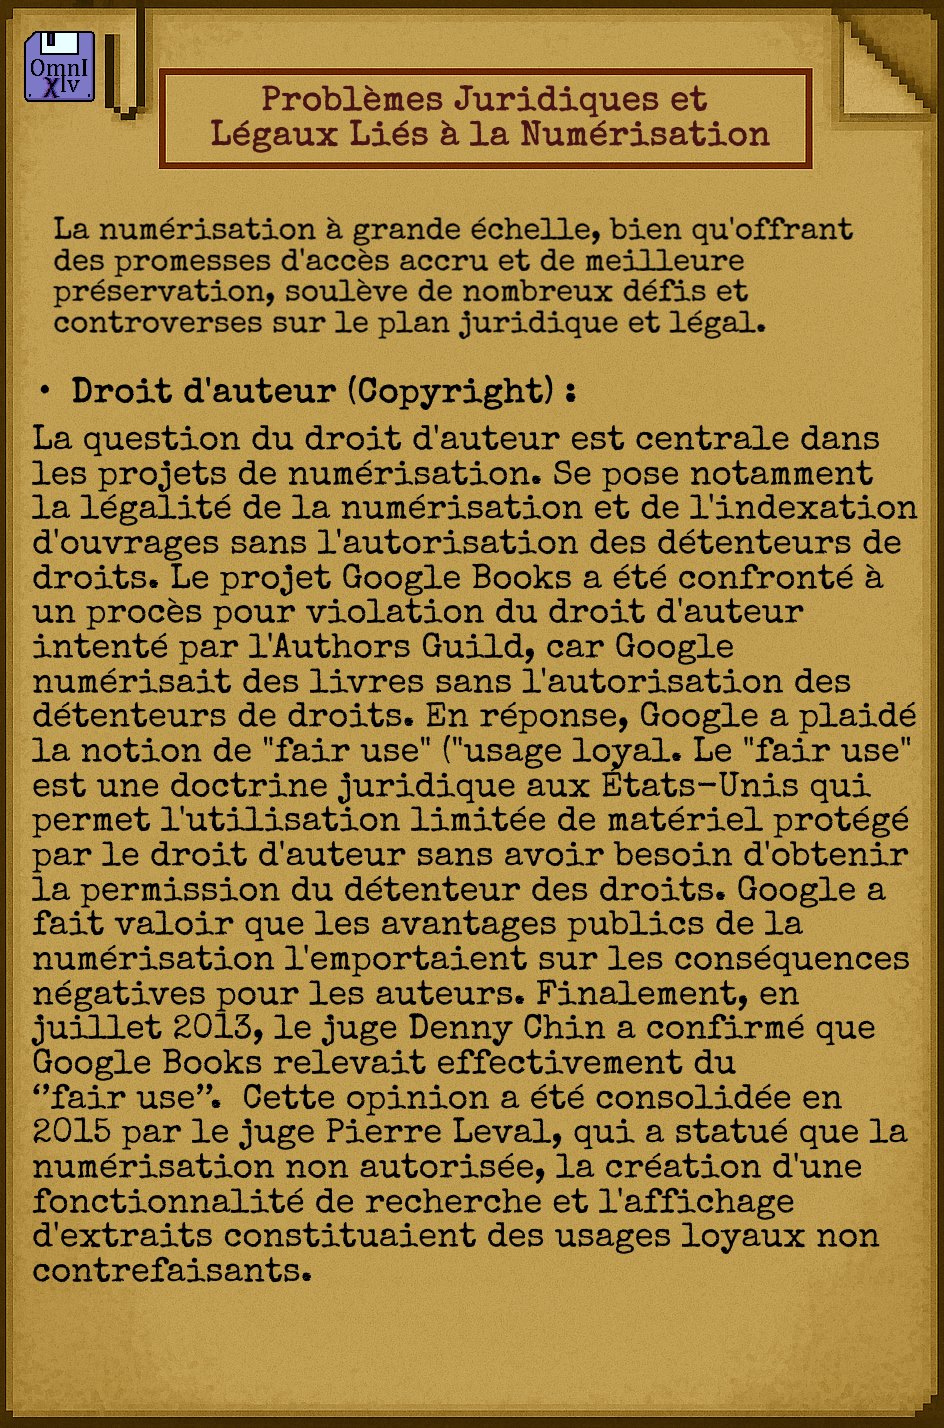 OmnI
χIv
Problèmes Juridiques et
Légaux Liés à la Numérisation
La numérisation à grande échelle, bien qu'offrant
des promesses d'accès accru et de meilleure
préservation, soulève de nombreux défis et
controverses sur le plan juridique et légal.
• Droit d'auteur (Copyright) :
La question du droit d'auteur est centrale dans
les projets de numérisation. Se pose notamment
la légalité de la numérisation et de l'indexation
d'ouvrages sans l'autorisation des détenteurs de
droits. Le projet Google Books a été confronté à
un procès pour violation du droit d'auteur
intenté par l'Authors Guild, car Google
numérisait des livres sans l'autorisation des
détenteurs de droits. En réponse, Google a plaidé
la notion de "fair use" ("usage loyal. Le "fair use"
est une doctrine juridique aux États-Unis qui
permet l'utilisation limitée de matériel protégé
par le droit d'auteur sans avoir besoin d'obtenir
la permission du détenteur des droits. Google a
fait valoir que les avantages publics de la
numérisation l'emportaient sur les conséquences
négatives pour les auteurs. Finalement, en
juillet 2013, le juge Denny Chin a confirmé que
Google Books relevait effectivement du
‘’fair use’’. Cette opinion a été consolidée en
2015 par le juge Pierre Leval, qui a statué que la
numérisation non autorisée, la création d'une
fonctionnalité de recherche et l'affichage
d'extraits constituaient des usages loyaux non
contrefaisants.